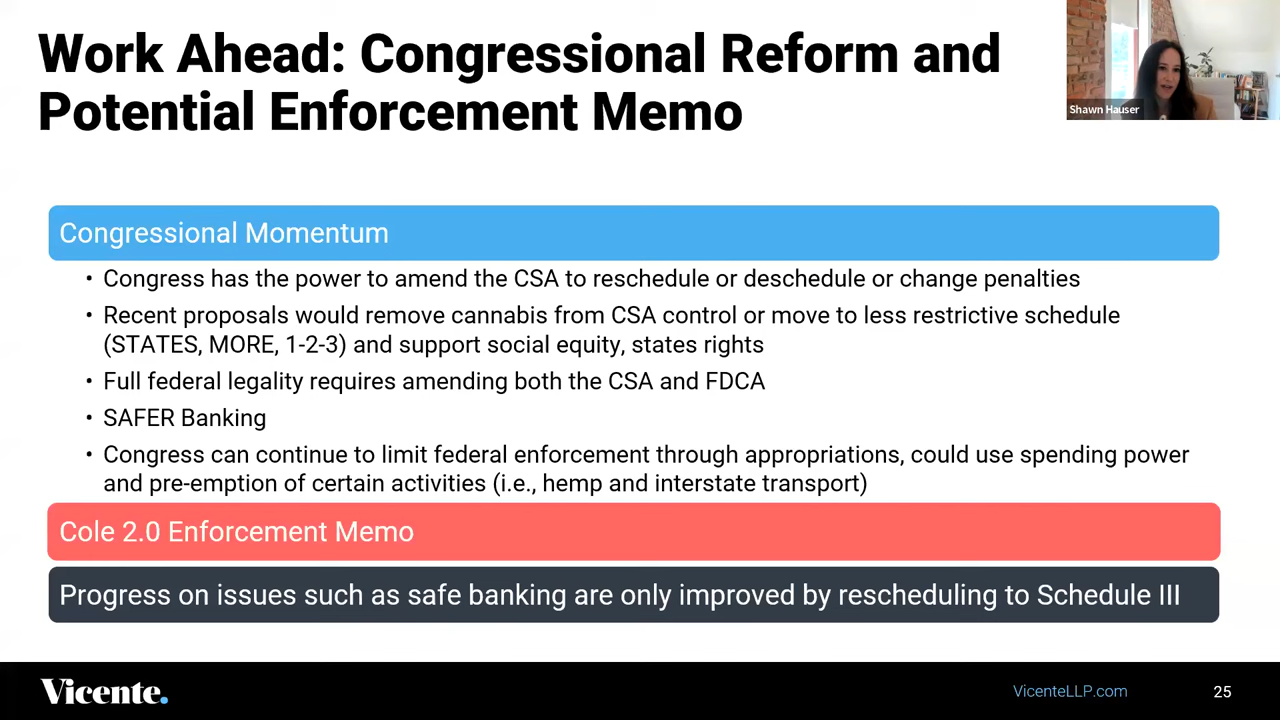 Work Ahead: Congressional Reform and
Potential Enforcement Memo
Shawn Hauser
Congressional Momentum
• Congress has the power to amend the CSA to reschedule or deschedule or change penalties
• Recent proposals would remove cannabis from CSA control or move to less restrictive schedule
(STATES, MORE, 1-2-3) and support social equity, states rights
• Full federal legality requires amending both the CSA and FDCA
• SAFER Banking
• Congress can continue to limit federal enforcement through appropriations, could use spending power
and pre-emption of certain activities (i.e., hemp and interstate transport)
Cole 2.0 Enforcement Memo
Progress on issues such as safe banking are only improved by rescheduling to Schedule III
Vicente.
VicenteLLP.com
25